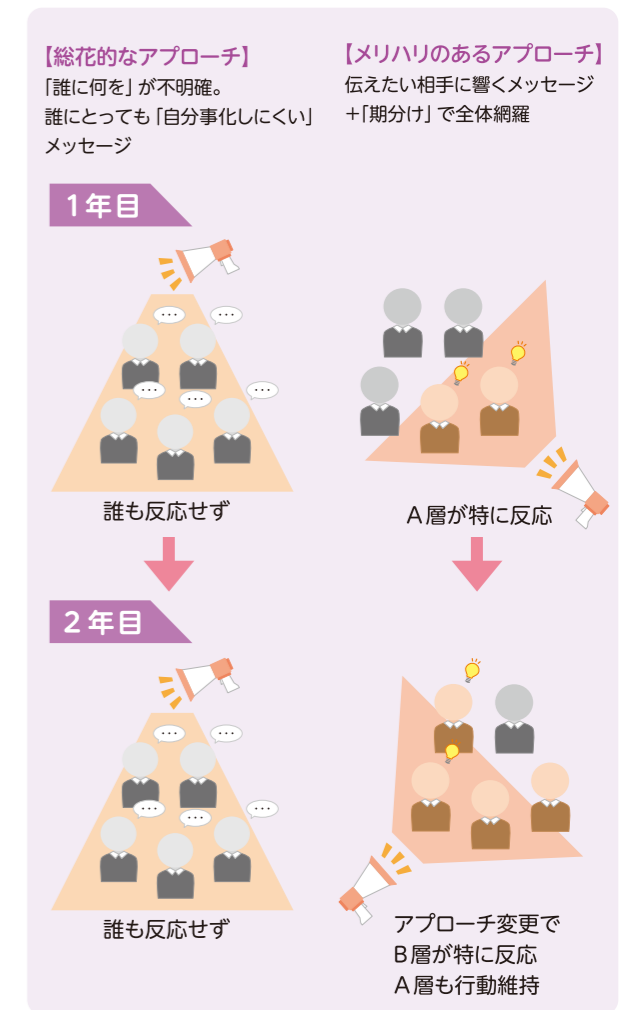 【総花的なアプローチ】
「誰に何を」が不明確。
誰にとっても「自分事化しにくい」
メッセージ
【メリハリのあるアプローチ】
伝えたい相手に響くメッセージ
+「期分け」で全体網羅
1年目
…
…
…
…
…
誰も反応せず
A層が特に反応
2年目
…
…
…
…
…
誰も反応せず
アプローチ変更で
B層が特に反応
A層も行動維持